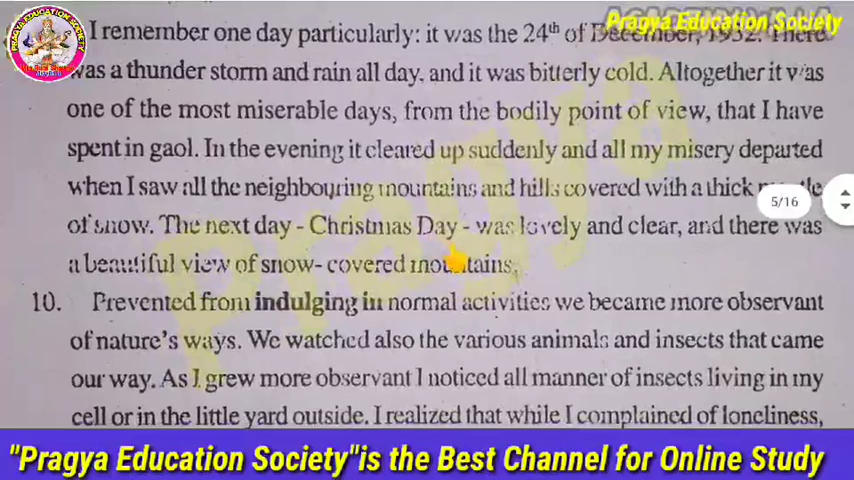 Pragya Education Society
I remember one day particularly: it was the 24th of December, 1932. There
was a thunder storm and rain all day, and it was bitterly cold. Altogether it was
one of the most miserable days, from the bodily point of view, that I have
spent in gaol. In the evening it cleared up suddenly and all my misery departed
when I saw all the neighbouring mountains and hills covered with a thick mantle
of snow. The next day - Christmas Day - was lovely and clear, and there was
a beautiful view of snow- covered mountains.
10. Prevented from indulging in normal activities we became more observant
of nature's ways. We watched also the various animals and insects that came
our way. As I grew more observant I noticed all manner of insects living in my
cell or in the little yard outside. I realized that while I complained of loneliness,
5/16
Pragya
"Pragya Education Society"is the Best Channel for Online Study